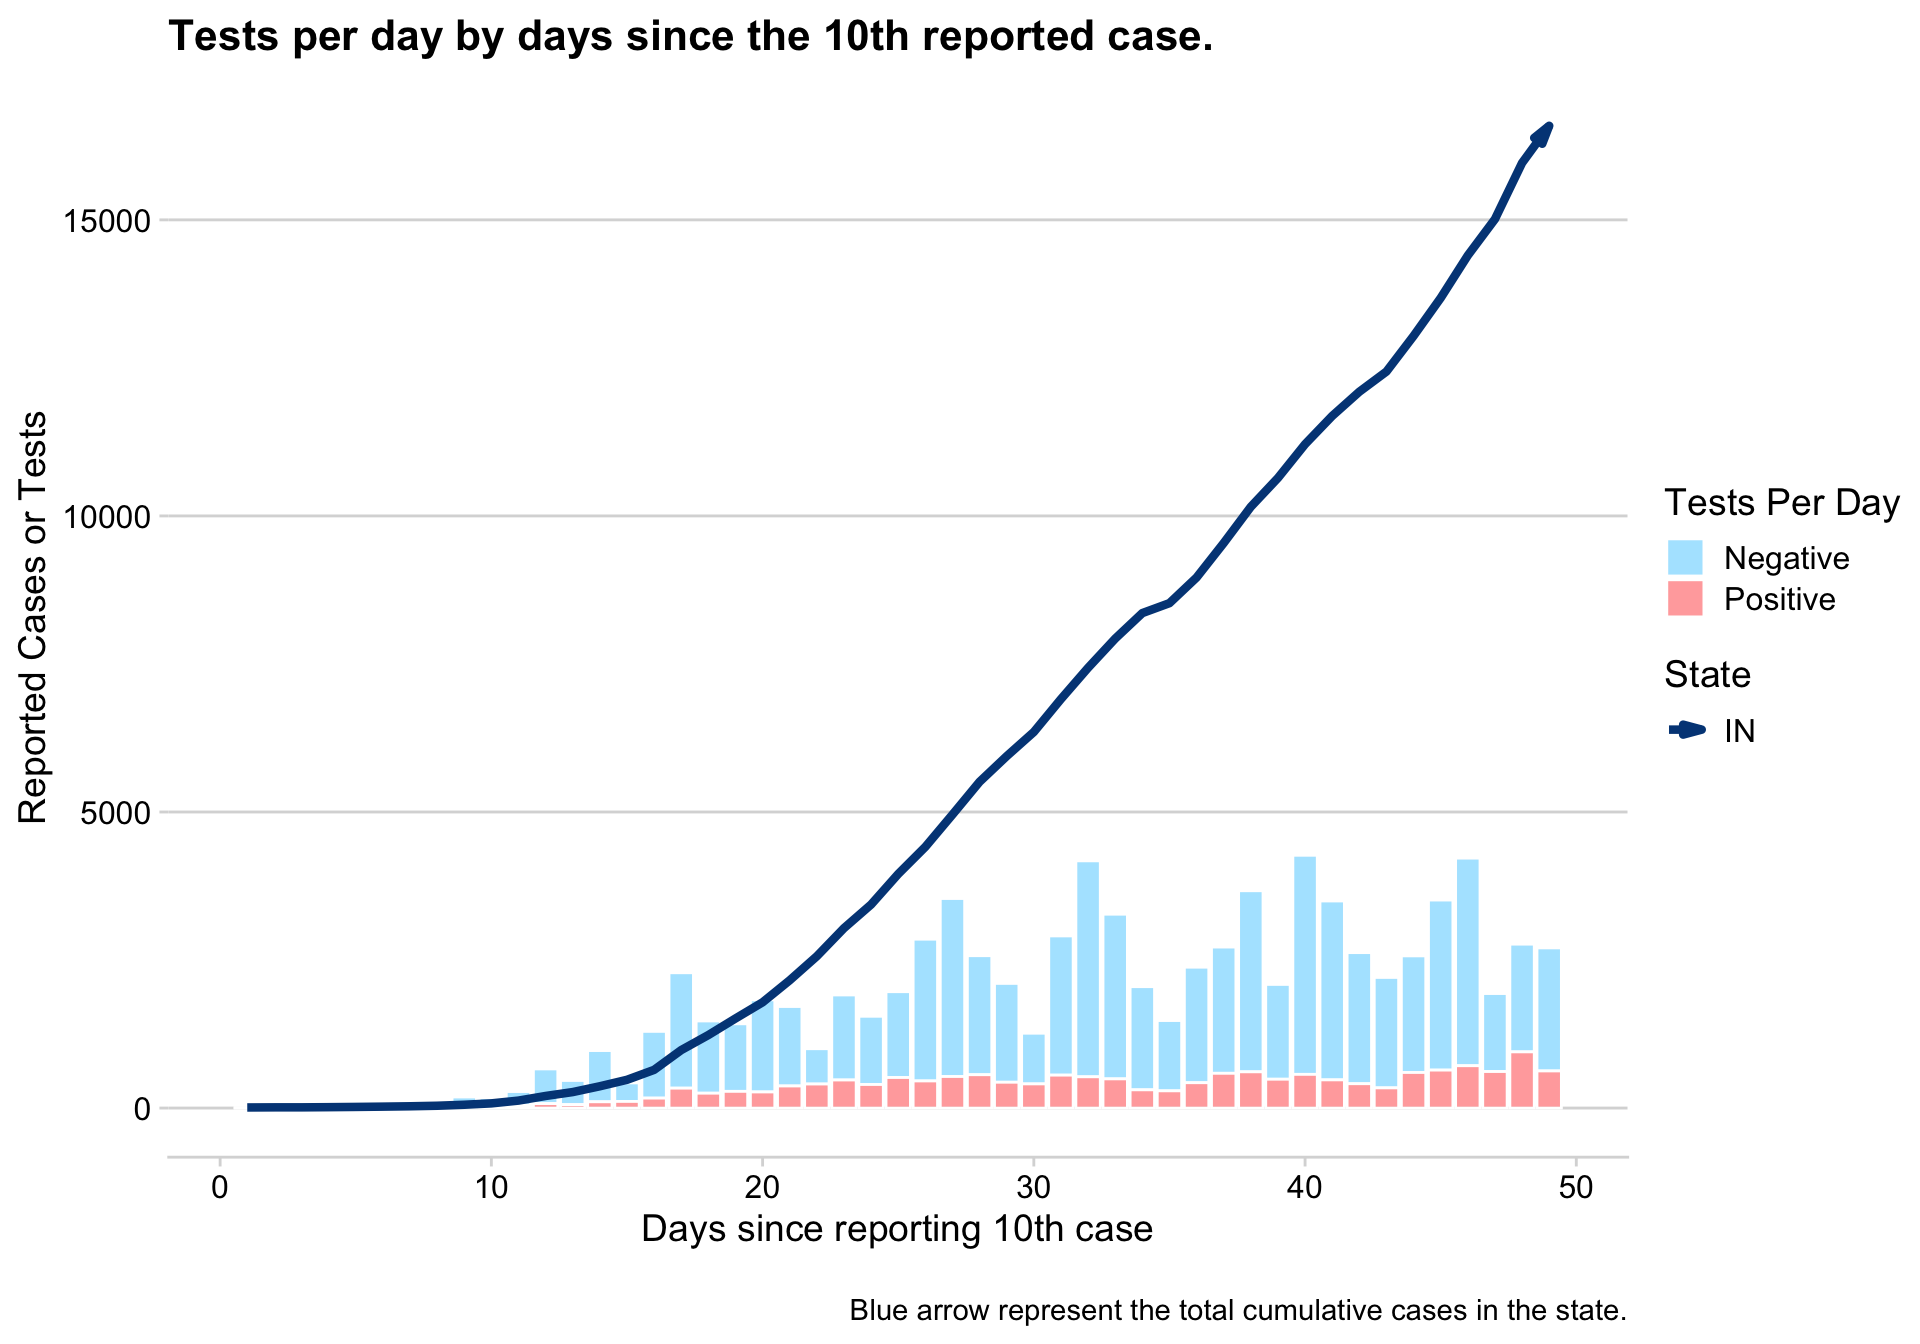 Tests per day by days since the 10th reported case.
Reported Cases or Tests
15000
10000
5000
0
0 10 20 30 40 50
Days since reporting 10th case
Tests Per Day
Negative
Positive
State
IN
Blue arrow represent the total cumulative cases in the state.